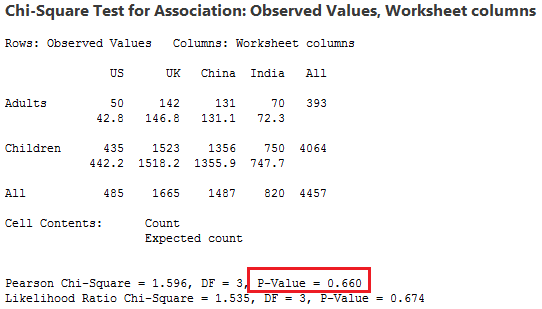 Chi-Square Test for Association: Observed Values, Worksheet columns
Rows: Observed Values   Columns: Worksheet columns
US   UK   China   India   All
Adults   50   142   131   70   393
42.8   146.8   131.1   72.3
Children   435   1523   1356   750   4064
442.2   1518.2   1355.9   747.7
All   485   1665   1487   820   4457
Cell Contents:   Count
Expected count
Pearson Chi-Square = 1.596, DF = 3, P-Value = 0.660
Likelihood Ratio Chi-Square = 1.535, DF = 3, P-Value = 0.674